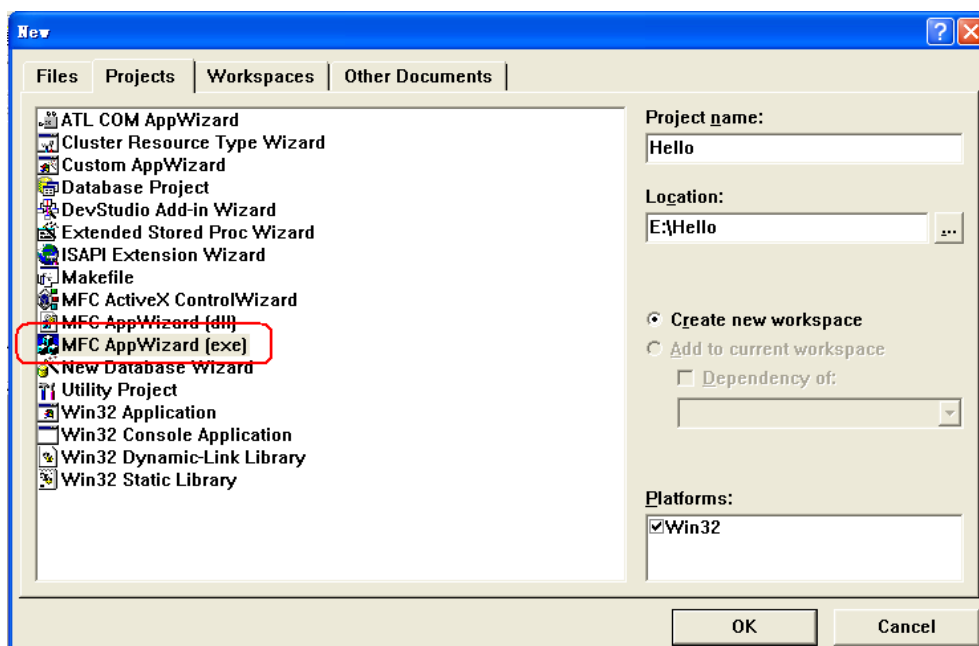 New
Files Projects Workspaces Other Documents
ATL COM AppWizard
Cluster Resource Type Wizard
Custom AppWizard
Database Project
DevStudio Add-in Wizard
Extended Stored Proc Wizard
ISAPI Extension Wizard
Makefile
MFC ActiveX ControlWizard
MFC AppWizard (dll)
MFC AppWizard (exe)
New Database Wizard
Utility Project
Win32 Application
Win32 Console Application
Win32 Dynamic-Link Library
Win32 Static Library
Project name:
Hello
Location:
E:\Hello
...
Create new workspace
Add to current workspace
Dependency of:
Platforms:
Win32
OK Cancel